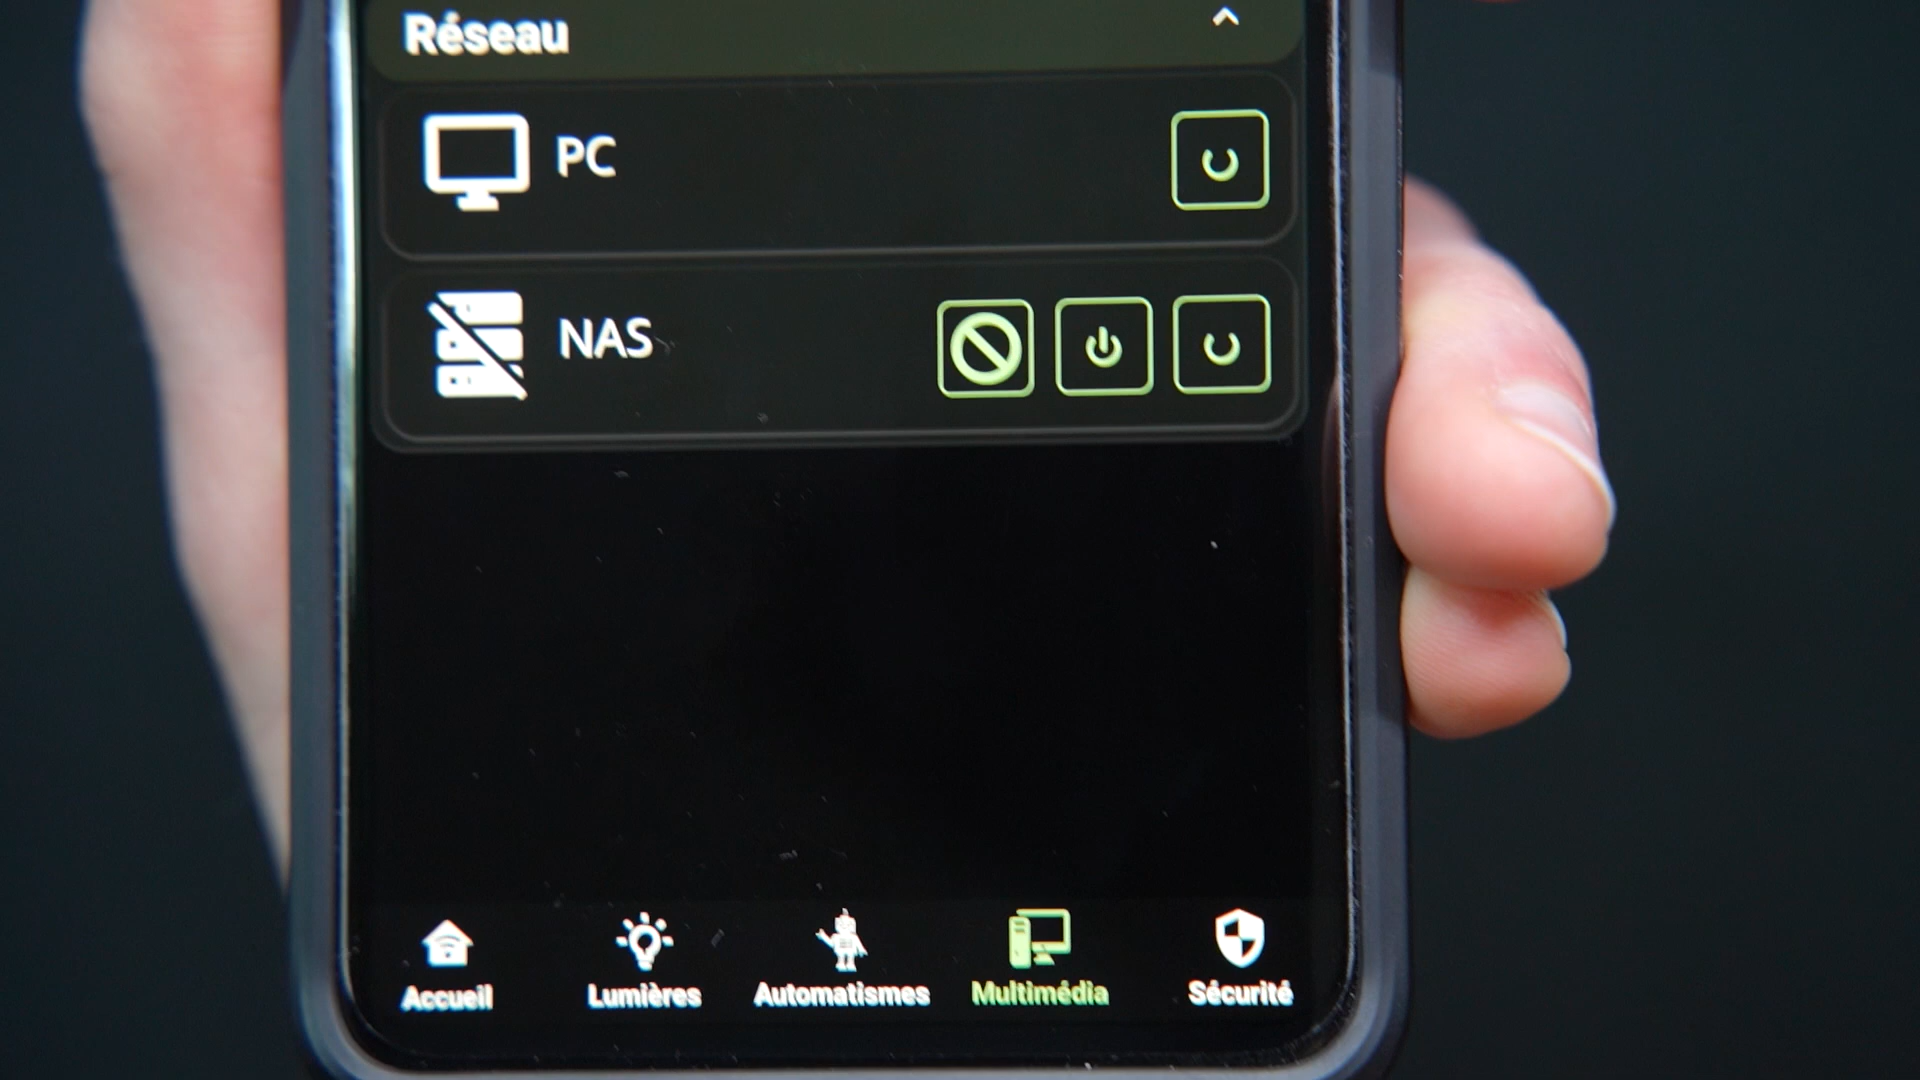 Réseau
PC
NAS
Accueil
Lumières
Automatismes
Multimédia
Sécurité